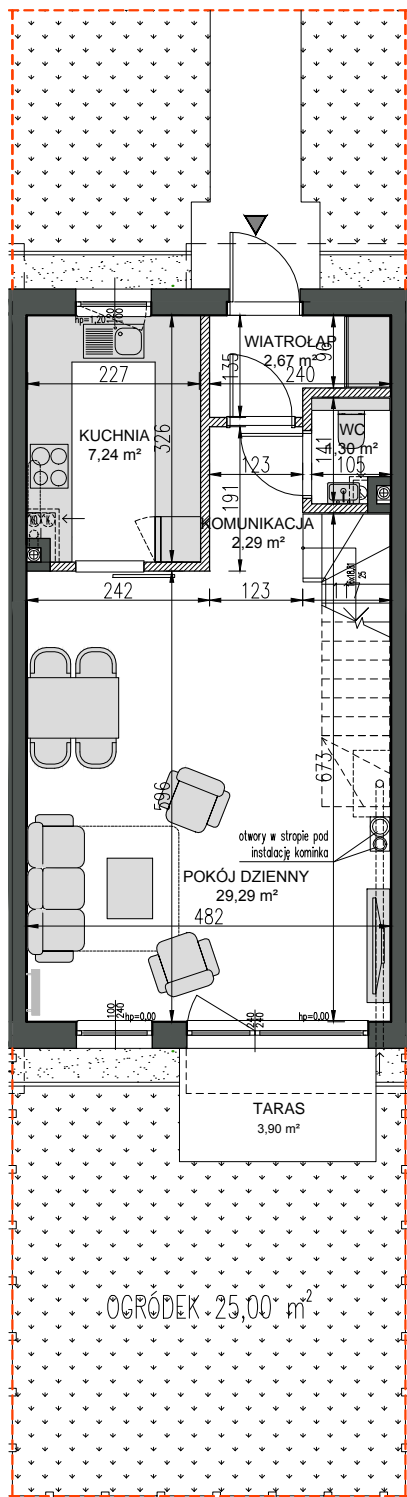 hp=1,20
WIATROŁAP
2,67 m²
135
96
240
227
KUCHNIA
7,24 m²
326
WC
1,30 m²
141
105
123
191
KOMUNIKACJA
2,29 m²
242
123
25
673
596
otwory w stropie pod
instalację kominka
POKÓJ DZIENNY
29,29 m²
482
100
240
hp=0.00
240
240
hp=0.00
TARAS
3,90 m²
OGRÓDEK 25,00 m²